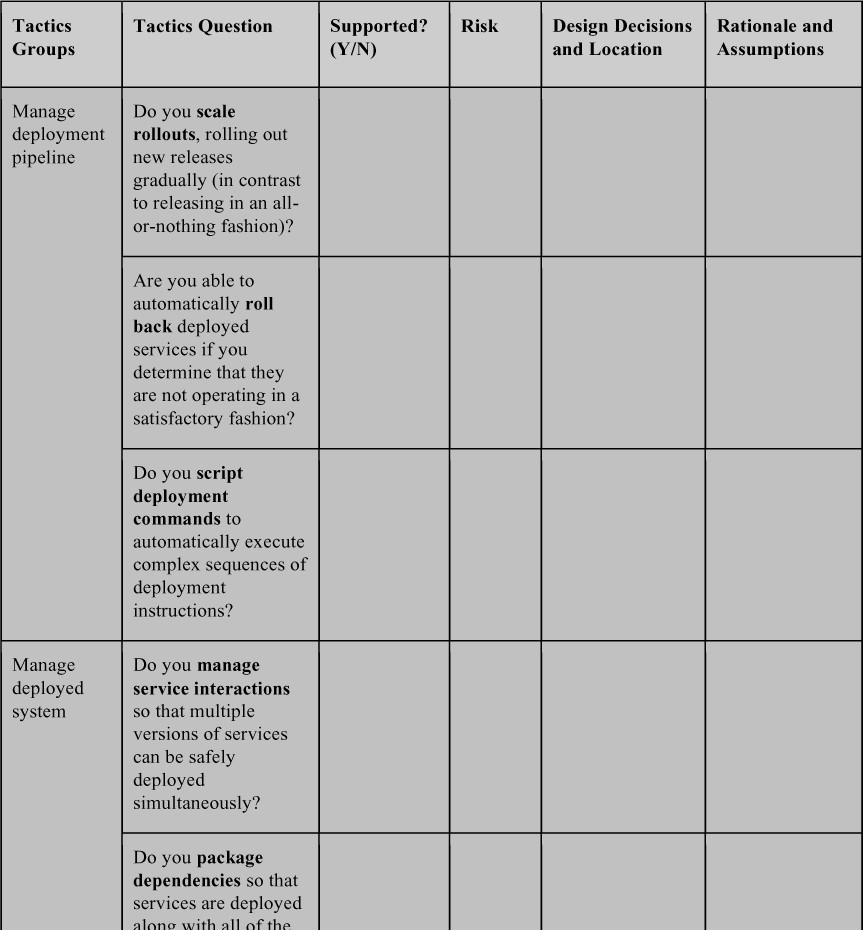 Tactics Groups
Tactics Question
Supported? (Y/N)
Risk
Design Decisions and Location
Rationale and Assumptions
Manage
deployment
pipeline
Do you scale
rollouts, rolling out
new releases
gradually (in contrast
to releasing in an all-
or-nothing fashion)?
Are you able to
automatically roll
back deployed
services if you
determine that they
are not operating in a
satisfactory fashion?
Do you script
deployment
commands to
automatically execute
complex sequences of
deployment
instructions?
Manage
deployed
system
Do you manage
service interactions
so that multiple
versions of services
can be safely
deployed
simultaneously?
Do you package
dependencies so that
services are deployed
along with all of the